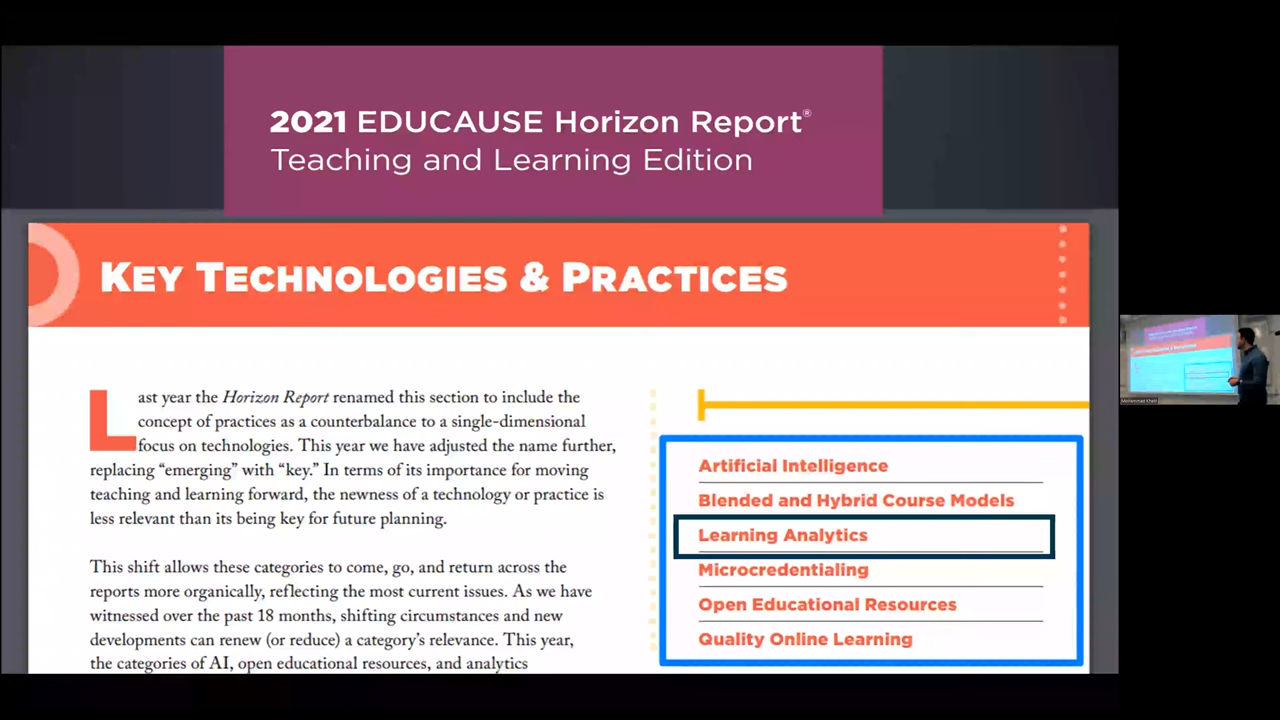 2021 EDUCAUSE Horizon Report®
Teaching and Learning Edition
KEY TECHNOLOGIES & PRACTICES
Last year the Horizon Report renamed this section to include the
concept of practices as a counterbalance to a single-dimensional
focus on technologies. This year we have adjusted the name further,
replacing “emerging” with “key.” In terms of its importance for moving
teaching and learning forward, the newness of a technology or practice is
less relevant than its being key for future planning.
This shift allows these categories to come, go, and return across the
reports more organically, reflecting the most current issues. As we have
witnessed over the past 18 months, shifting circumstances and new
developments can renew (or reduce) a category’s relevance. This year,
the categories of AI, open educational resources, and analytics
Artificial Intelligence
Blended and Hybrid Course Models
Learning Analytics
Microcredentialing
Open Educational Resources
Quality Online Learning
Mohammad Khalil